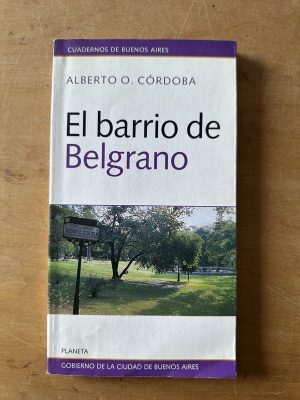 CUADERNOS DE BUENOS AIRES
ALBERTO O. CÓRDOBA
El barrio de
Belgrano
PLANETA
GOBIERNO DE LA CIUDAD DE BUENOS AIRES